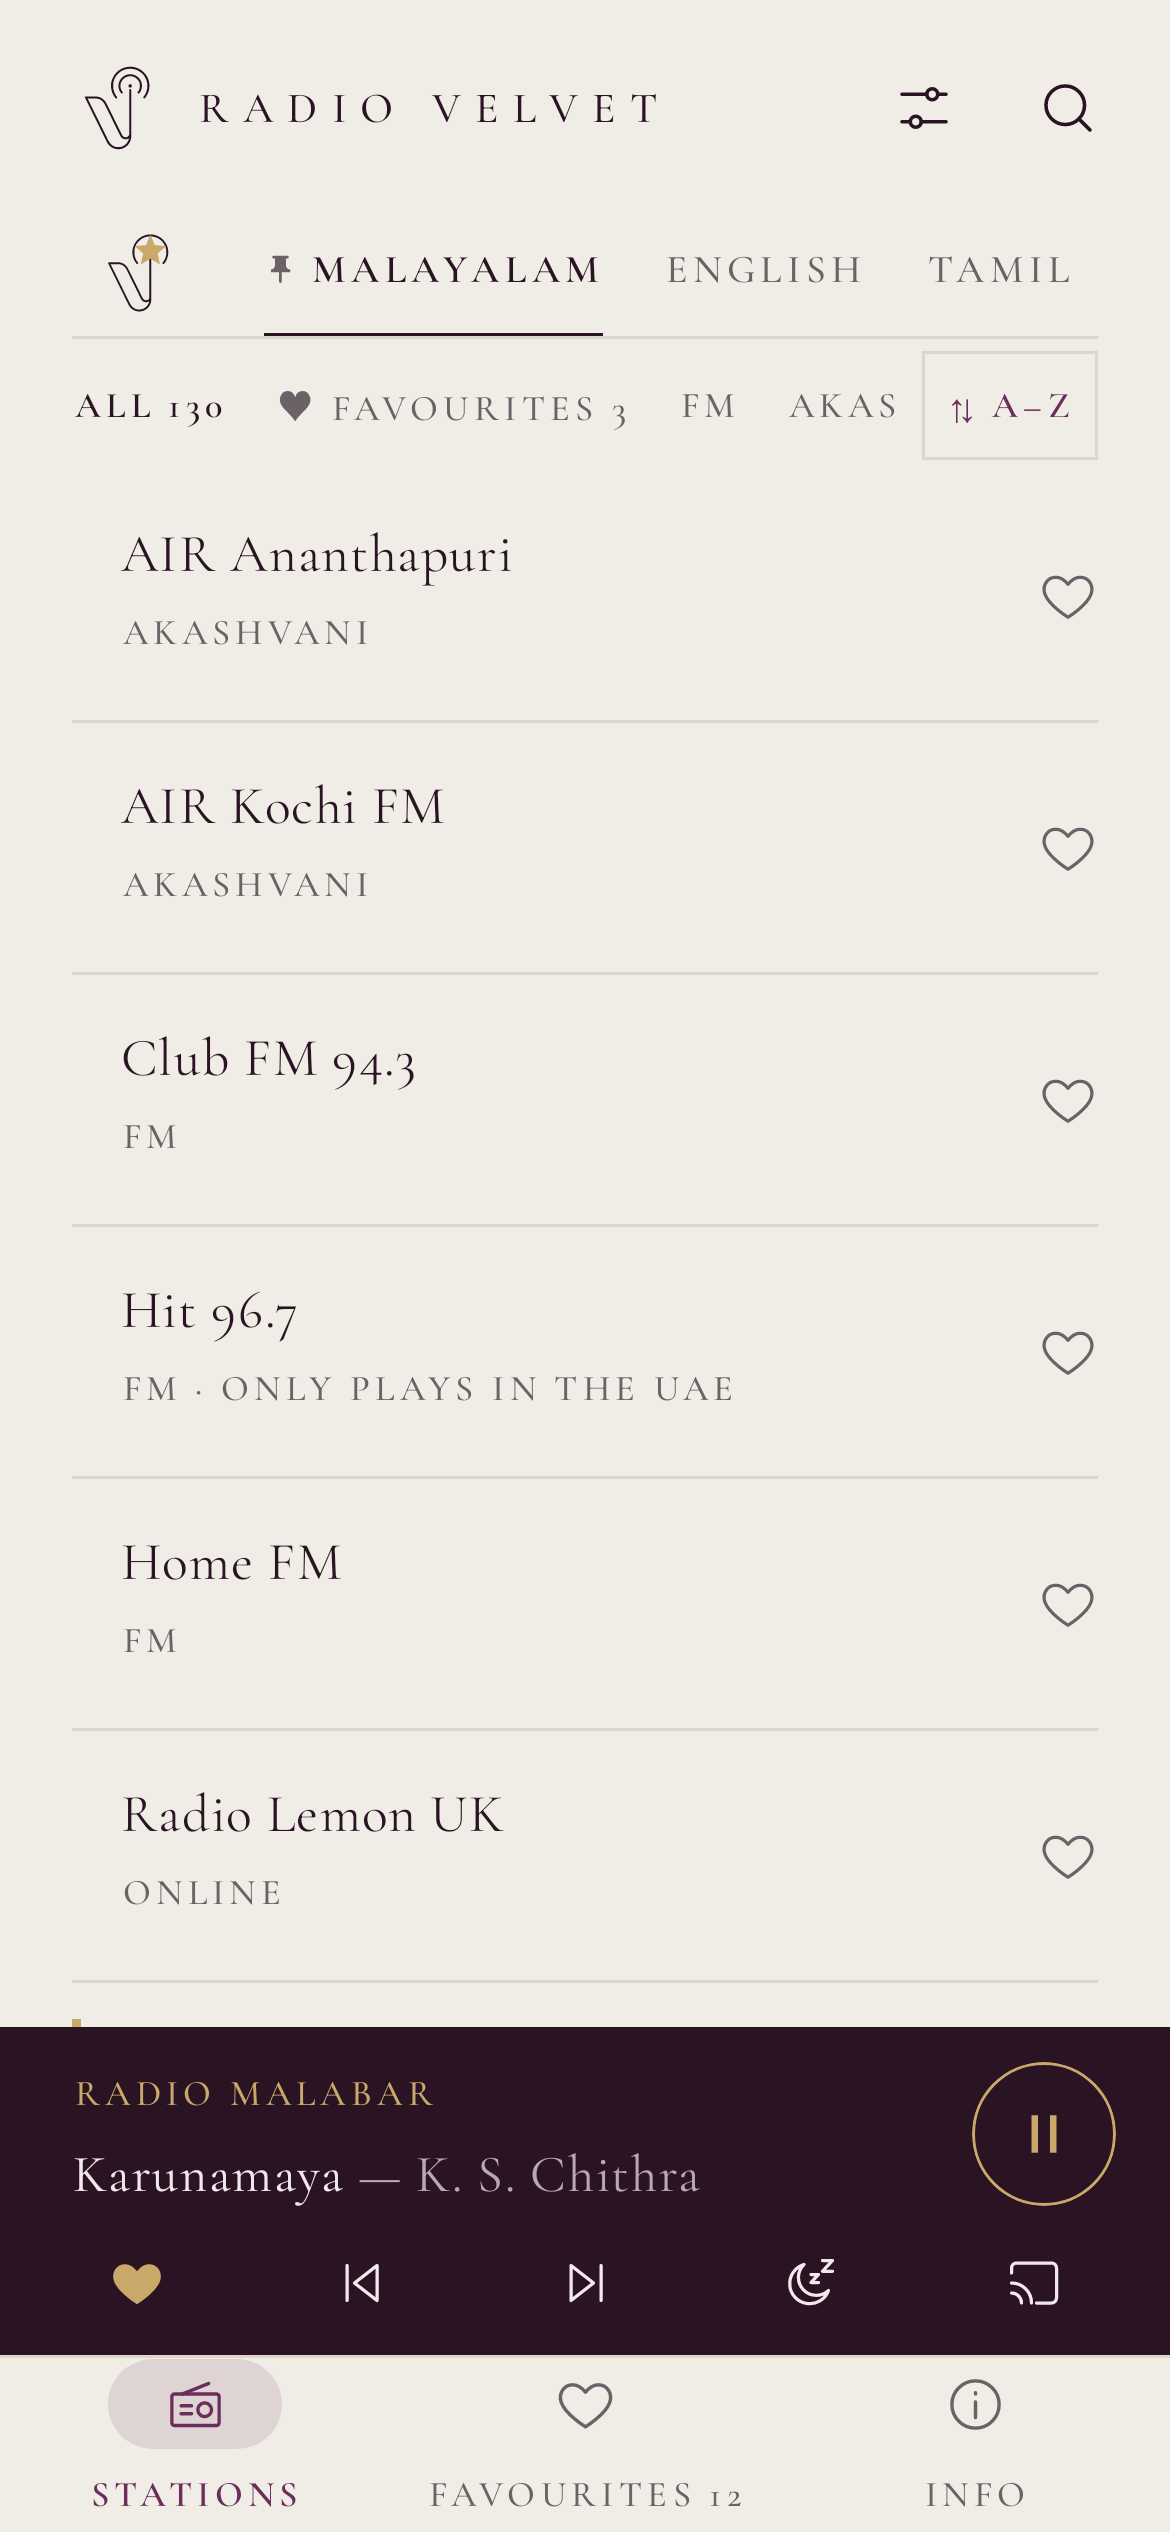 RADIO VELVET
MALAYALAM ENGLISH TAMIL
ALL 130 FAVOURITES 3 FM AKAS A–Z
AIR Ananthapuri
AKASHVANI
AIR Kochi FM
AKASHVANI
Club FM 94.3
FM
Hit 96.7
FM · ONLY PLAYS IN THE UAE
Home FM
FM
Radio Lemon UK
ONLINE
RADIO MALABAR
Karunamaya — K. S. Chithra
STATIONS FAVOURITES 12 INFO